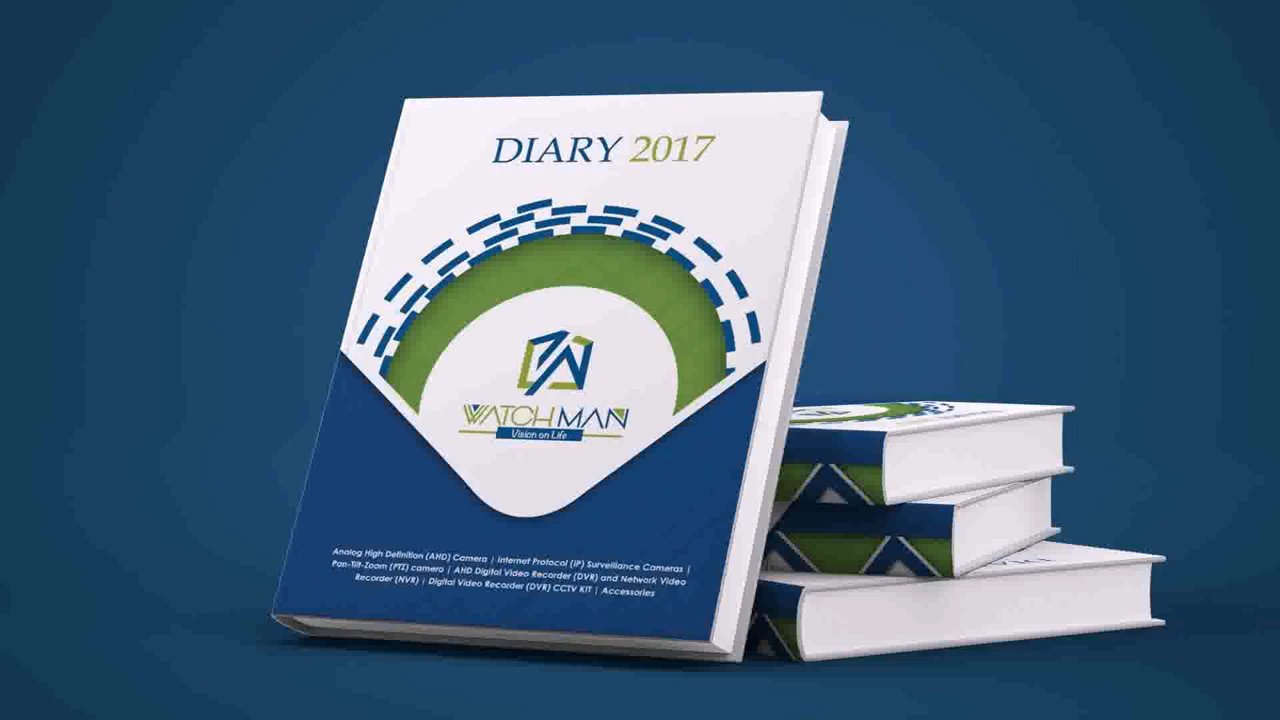 DIARY 2017
WATCHMAN
Vision on Life
Analog High Definition (AHD) Camera | Internet Protocol (IP) Surveillance Cameras |
Pan-Tilt-Zoom (PTZ) camera | AHD Digital Video Recorder (DVR) and Network Video
Recorder (NVR) | Digital Video Recorder (DVR) CCTV KIT | Accessories